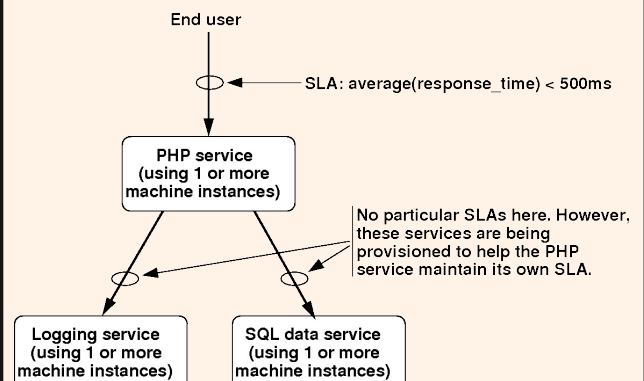 End user
SLA: average(response_time) < 500ms
PHP service
(using 1 or more
machine instances)
No particular SLAs here. However,
these services are being
provisioned to help the PHP
service maintain its own SLA.
Logging service
(using 1 or more
machine instances)
SQL data service
(using 1 or more
machine instances)